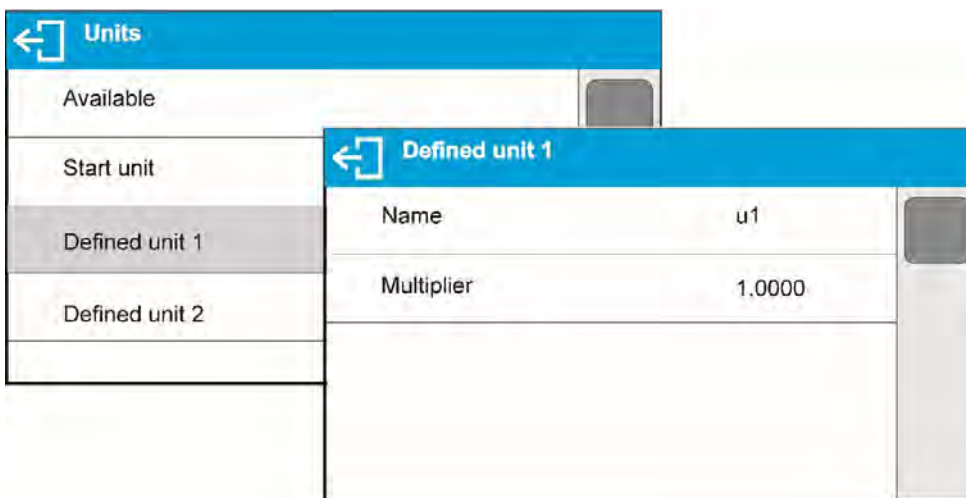 Units
Available
Start unit
Defined unit 1
Defined unit 2
Defined unit 1
Name u1
Multiplier 1.0000